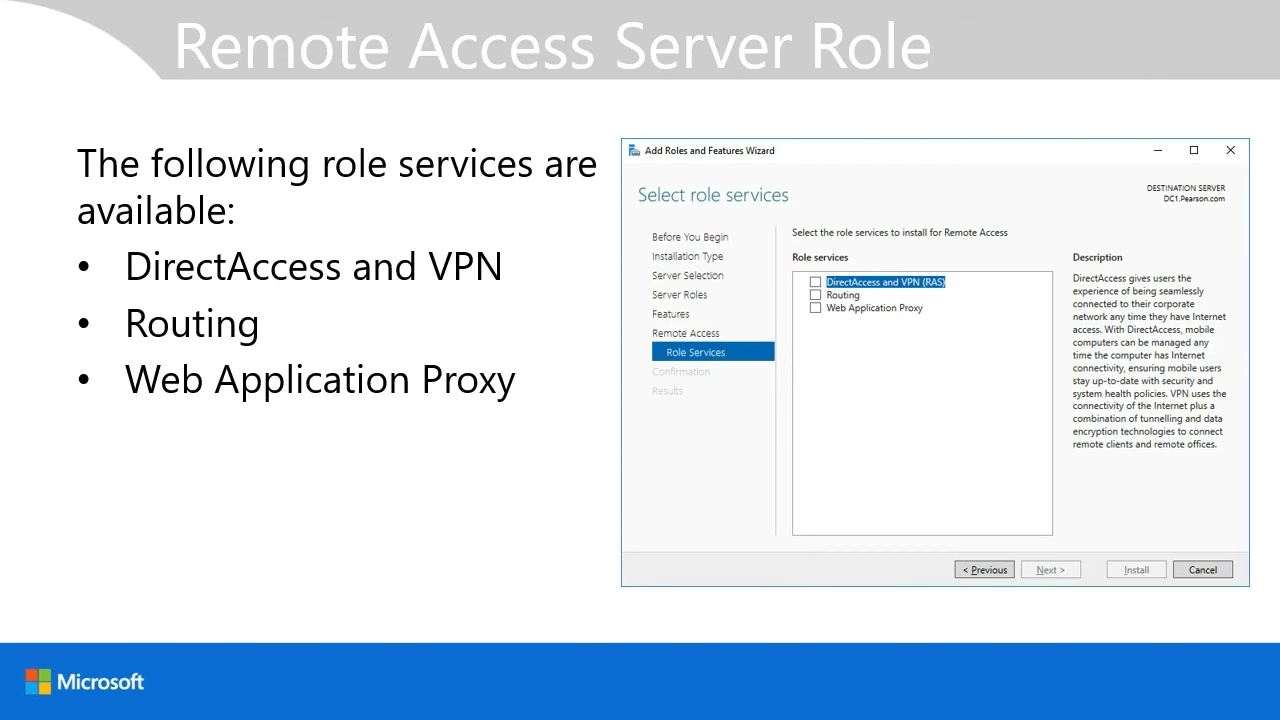 Remote Access Server Role
The following role services are
available:
• DirectAccess and VPN
• Routing
• Web Application Proxy
Add Roles and Features Wizard
Select role services
DESTINATION SERVER
DC1.Pearson.com
Before You Begin
Installation Type
Server Selection
Server Roles
Features
Remote Access
Role Services
Confirmation
Results
Select the role services to install for Remote Access
Role services
DirectAccess and VPN (RAS)
Routing
Web Application Proxy
Description
DirectAccess gives users the
experience of being seamlessly
connected to their corporate
network any time they have Internet
access. With DirectAccess, mobile
computers can be managed any
time the computer has Internet
connectivity, ensuring mobile users
stay up-to-date with security and
system health policies. VPN uses the
connectivity of the Internet plus a
combination of tunnelling and data
encryption technologies to connect
remote clients and remote offices.
< Previous
Next >
Install
Cancel
Microsoft